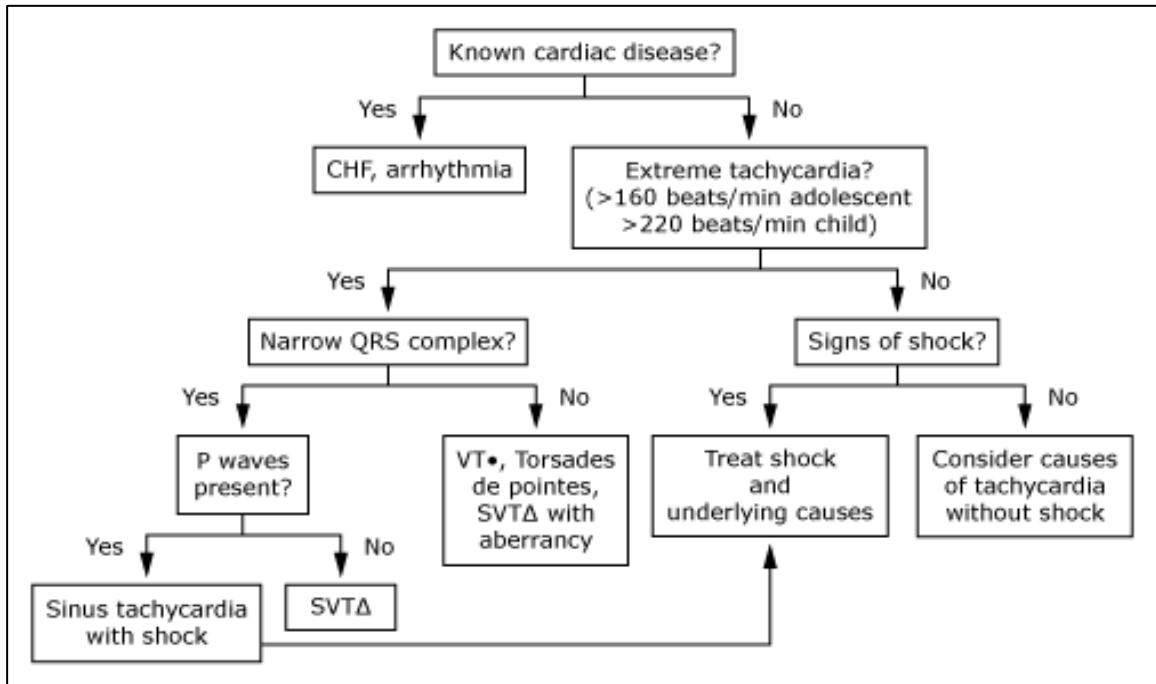 Known cardiac disease?
Yes
No
CHF, arrhythmia
Extreme tachycardia?
(>160 beats/min adolescent
>220 beats/min child)
Yes
No
Narrow QRS complex?
Signs of shock?
Yes
No
Yes
No
P waves
present?
VT•, Torsades
de pointes,
SVTΔ with
aberrancy
Treat shock
and
underlying causes
Consider causes
of tachycardia
without shock
Yes
No
Sinus tachycardia
with shock
SVTΔ